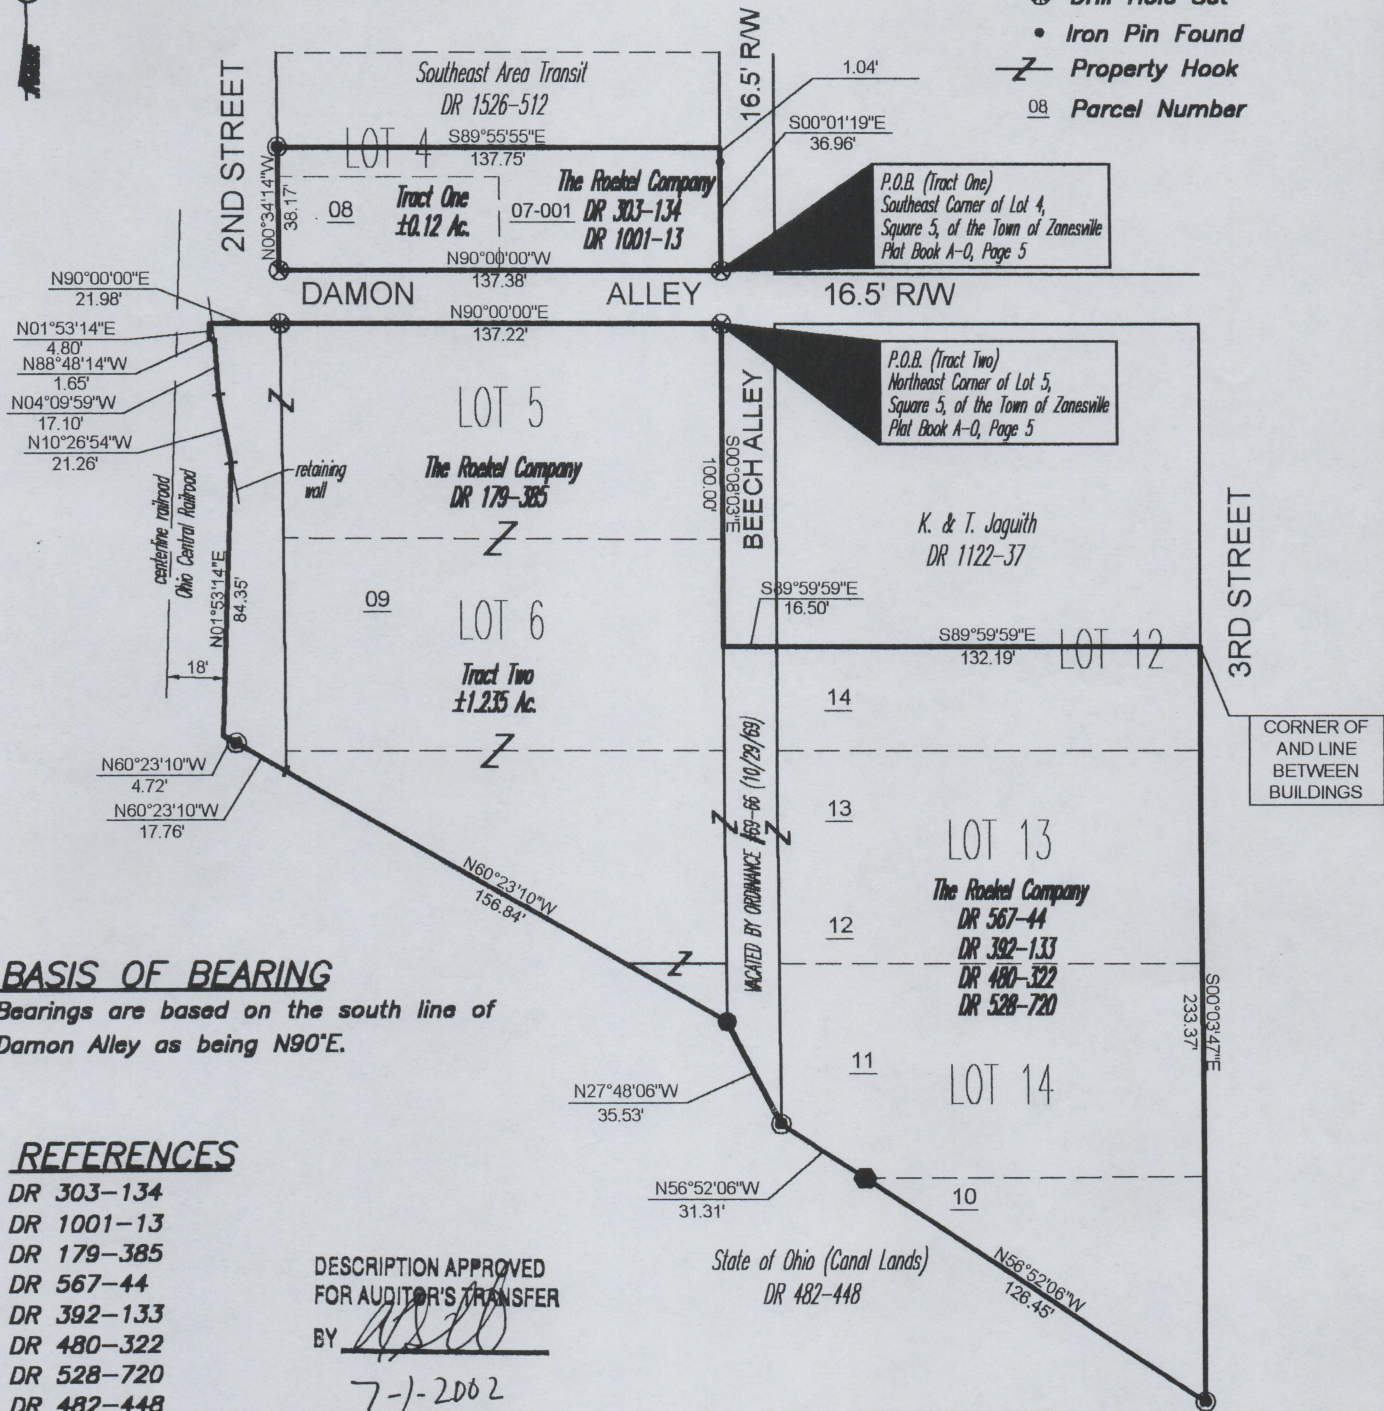 Drill Hole Set
Iron Pin Found
Property Hook
08 Parcel Number
2ND STREET
16.5' R/W
Southeast Area Transit
DR 1526-512
1.04'
S00°01'19"E
36.96'
LOT 4
S89°55'55"E
137.75'
N00°34'14"W
38.17'
08
Tract One
±0.12 Ac.
07-001
The Roekel Company
DR 303-134
DR 1001-13
P.O.B. (Tract One)
Southeast Corner of Lot 4,
Square 5, of the Town of Zanesville
Plat Book A-0, Page 5
N90°00'00"W
137.38'
DAMON ALLEY 16.5' R/W
N90°00'00"E
21.98'
N90°00'00"E
137.22'
N01°53'14"E
4.80'
N88°48'14"W
1.65'
N04°09'59"W
17.10'
N10°26'54"W
21.26'
LOT 5
P.O.B. (Tract Two)
Northeast Corner of Lot 5,
Square 5, of the Town of Zanesville
Plat Book A-0, Page 5
retaining
wall
The Roekel Company
DR 179-385
S00°08'03"E
100.00'
BEECH ALLEY
K. & T. Jaquith
DR 1122-37
3RD STREET
centerline railroad
Ohio Central Railroad
N01°53'14"E
84.35'
18'
09
LOT 6
Tract Two
±1.235 Ac.
S89°59'59"E
16.50'
S89°59'59"E
132.19'
LOT 12
14
CORNER OF
AND LINE
BETWEEN
BUILDINGS
N60°23'10"W
4.72'
N60°23'10"W
17.76'
VACATED BY ORDINANCE #69-66 (10/29/69)
13
LOT 13
N60°23'10"W
156.84'
The Roekel Company
DR 567-44
DR 392-133
DR 480-322
DR 528-720
12
S00°03'47"E
233.37'
BASIS OF BEARING
Bearings are based on the south line of
Damon Alley as being N90°E.
11
LOT 14
N27°48'06"W
35.53'
N56°52'06"W
31.31'
10
N56°52'06"W
126.45'
State of Ohio (Canal Lands)
DR 482-448
REFERENCES
DR 303-134
DR 1001-13
DR 179-385
DR 567-44
DR 392-133
DR 480-322
DR 528-720
DR 482-448
DESCRIPTION APPROVED
FOR AUDITOR'S TRANSFER
BY
7-1-2002